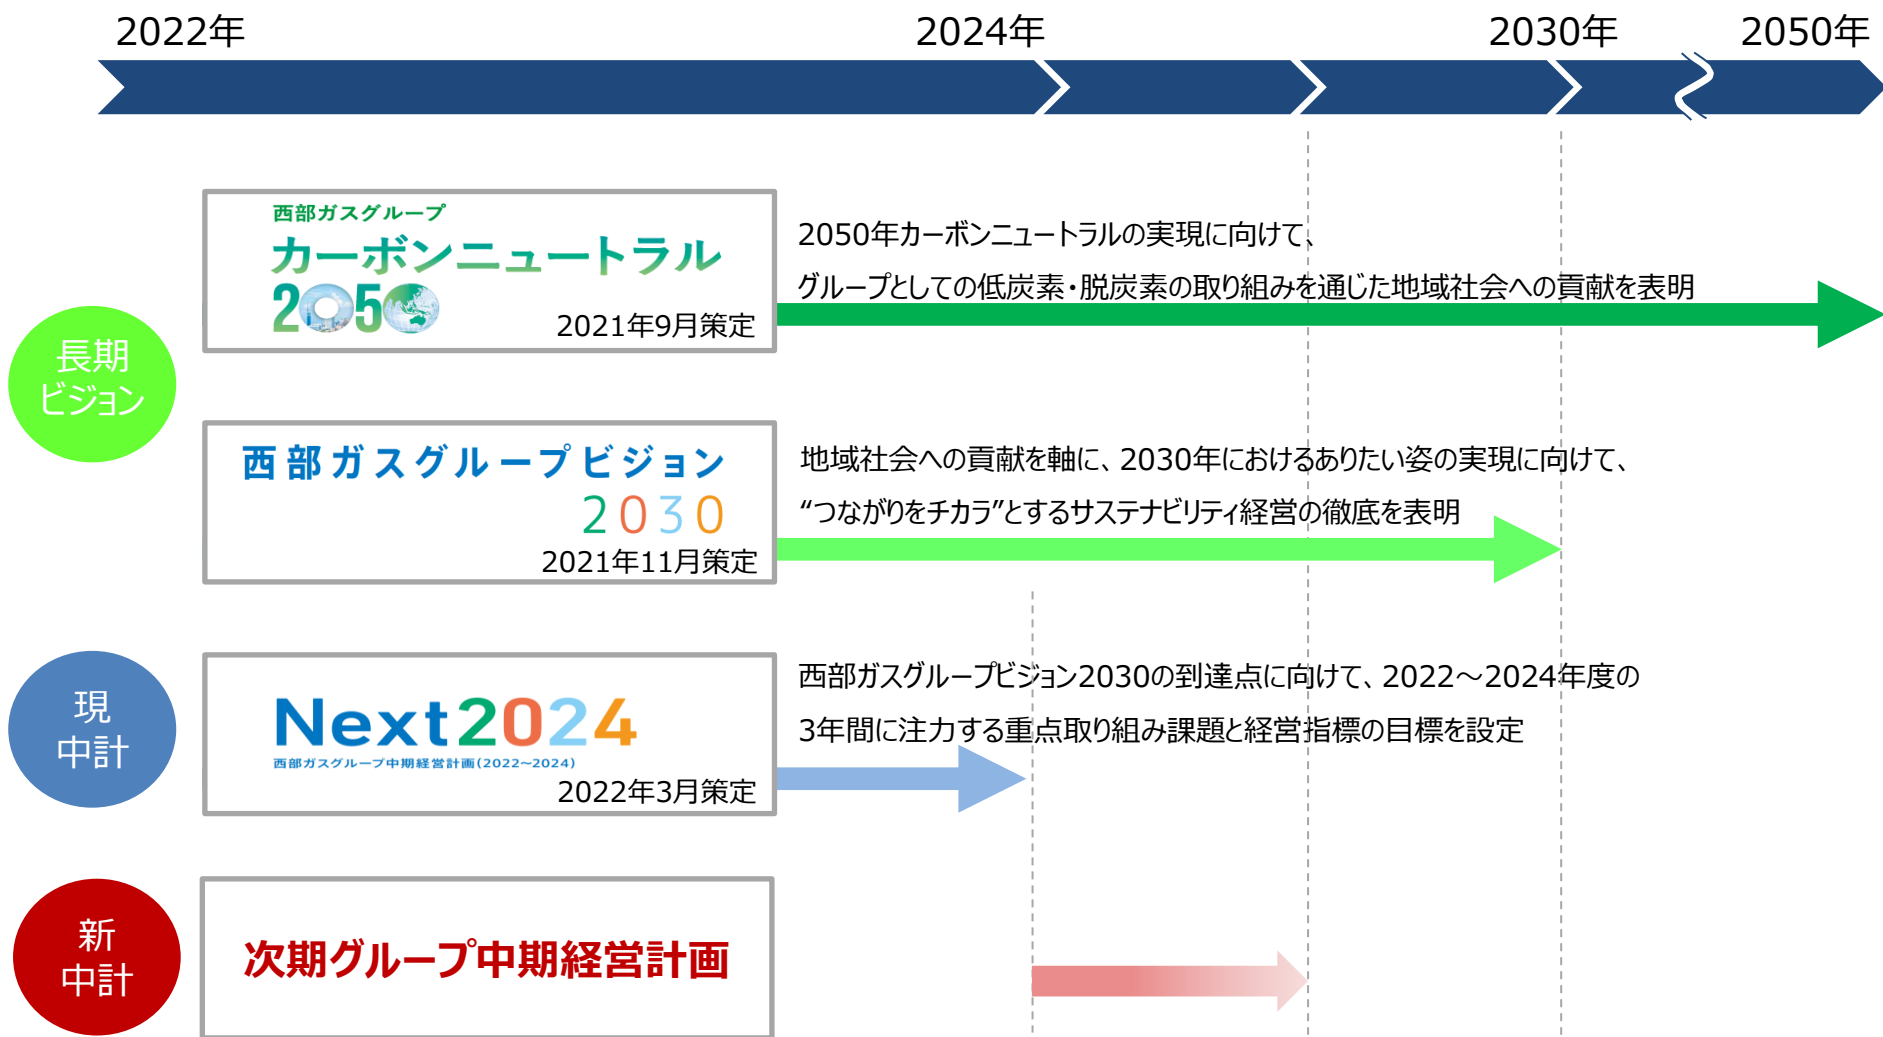 2022年
2024年
2030年
2050年
長期
ビジョン
西部ガスグループ
カーボンニュートラル
2050
2021年9月策定
2050年カーボンニュートラルの実現に向けて、
グループとしての低炭素・脱炭素の取り組みを通じた地域社会への貢献を表明
西部ガスグループビジョン
2030
2021年11月策定
地域社会への貢献を軸に、2030年におけるありたい姿の実現に向けて、
“つながりをチカラ”とするサステナビリティ経営の徹底を表明
現
中計
Next2024
西部ガスグループ中期経営計画(2022~2024)
2022年3月策定
西部ガスグループビジョン2030の到達点に向けて、2022～2024年度の
3年間に注力する重点取り組み課題と経営指標の目標を設定
新
中計
次期グループ中期経営計画